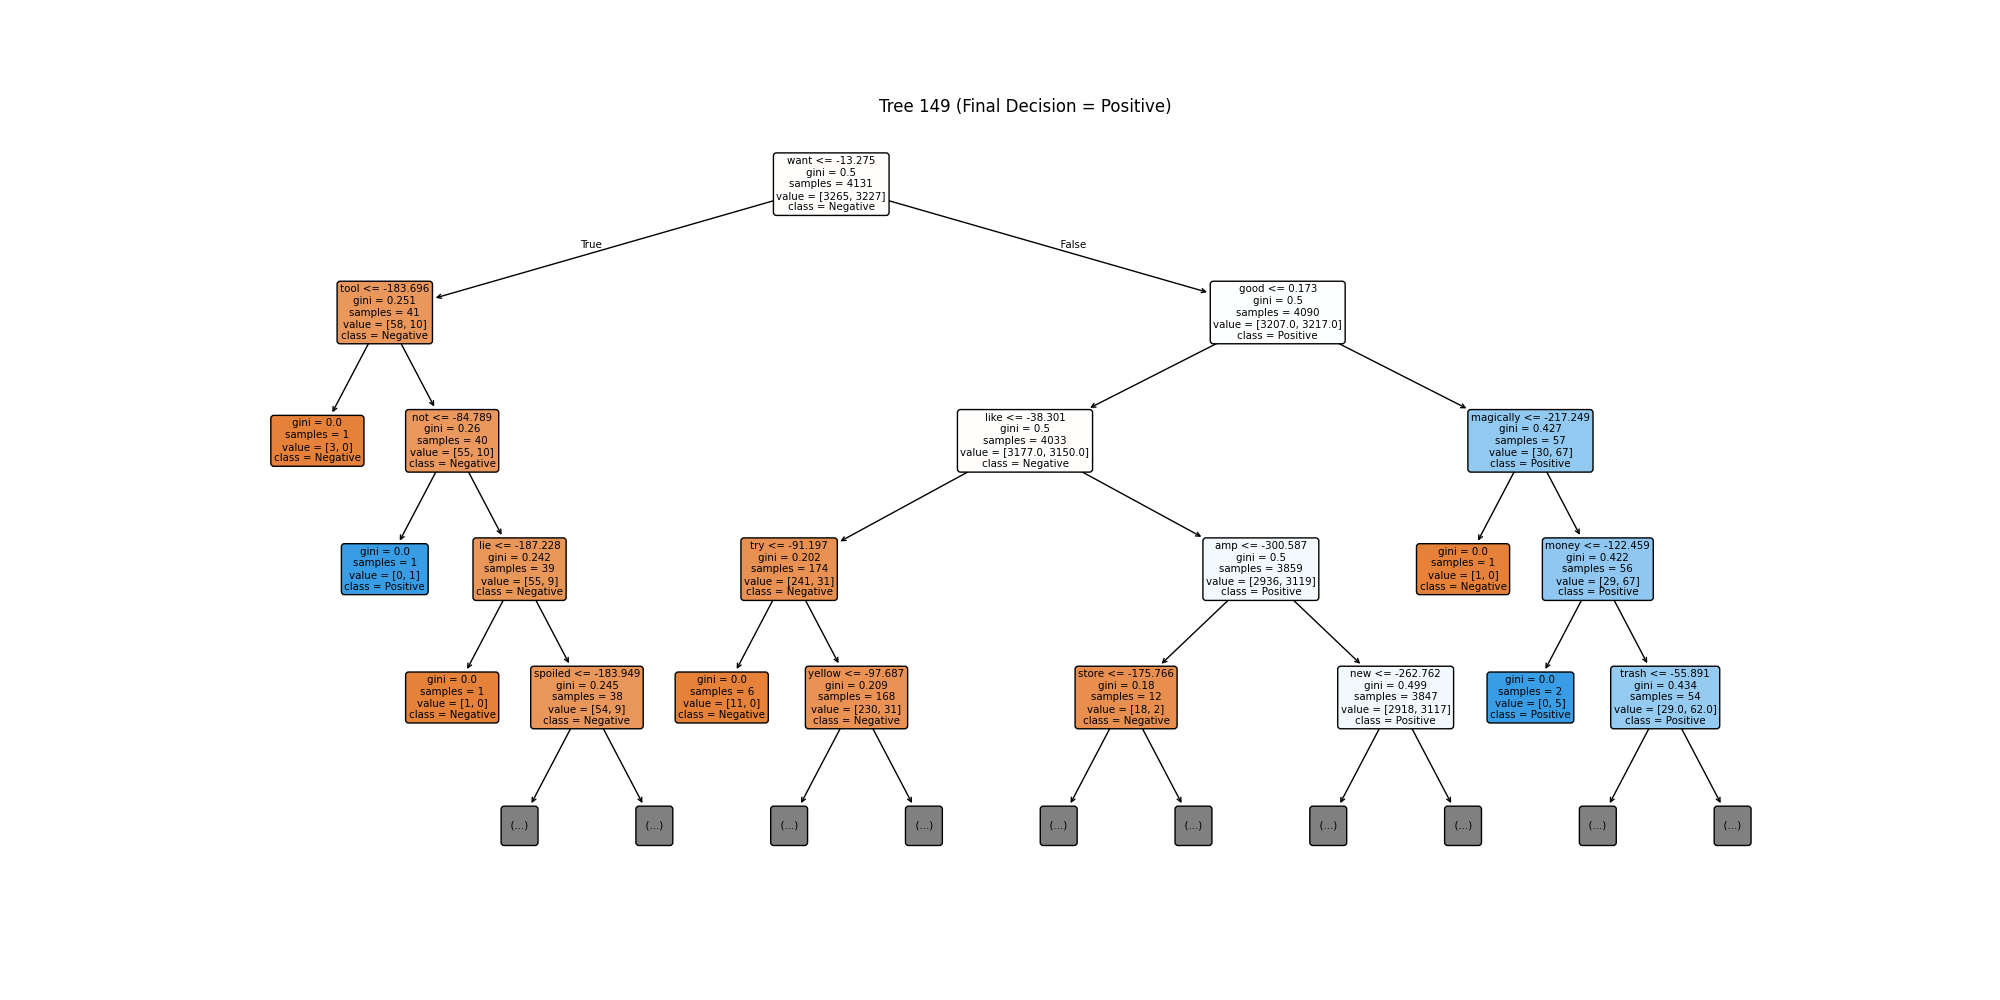 Tree 149 (Final Decision = Positive)
want <= -13.275
gini = 0.5
samples = 4131
value = [3265, 3227]
class = Negative
True
False
tool <= -183.696
gini = 0.251
samples = 41
value = [58, 10]
class = Negative
good <= 0.173
gini = 0.5
samples = 4090
value = [3207.0, 3217.0]
class = Positive
gini = 0.0
samples = 1
value = [3, 0]
class = Negative
not <= -84.789
gini = 0.26
samples = 40
value = [55, 10]
class = Negative
like <= -38.301
gini = 0.5
samples = 4033
value = [3177.0, 3150.0]
class = Negative
magically <= -217.249
gini = 0.427
samples = 57
value = [30, 67]
class = Positive
gini = 0.0
samples = 1
value = [0, 1]
class = Positive
lie <= -187.228
gini = 0.242
samples = 39
value = [55, 9]
class = Negative
try <= -91.197
gini = 0.202
samples = 174
value = [241, 31]
class = Negative
amp <= -300.587
gini = 0.5
samples = 3859
value = [2936, 3119]
class = Positive
gini = 0.0
samples = 1
value = [1, 0]
class = Negative
money <= -122.459
gini = 0.422
samples = 56
value = [29, 67]
class = Positive
gini = 0.0
samples = 1
value = [1, 0]
class = Negative
spoiled <= -183.949
gini = 0.245
samples = 38
value = [54, 9]
class = Negative
gini = 0.0
samples = 6
value = [11, 0]
class = Negative
yellow <= -97.687
gini = 0.209
samples = 168
value = [230, 31]
class = Negative
store <= -175.766
gini = 0.18
samples = 12
value = [18, 2]
class = Negative
new <= -262.762
gini = 0.499
samples = 3847
value = [2918, 3117]
class = Positive
gini = 0.0
samples = 2
value = [0, 5]
class = Positive
trash <= -55.891
gini = 0.434
samples = 54
value = [29.0, 62.0]
class = Positive
(...)
(...)
(...)
(...)
(...)
(...)
(...)
(...)
(...)
(...)